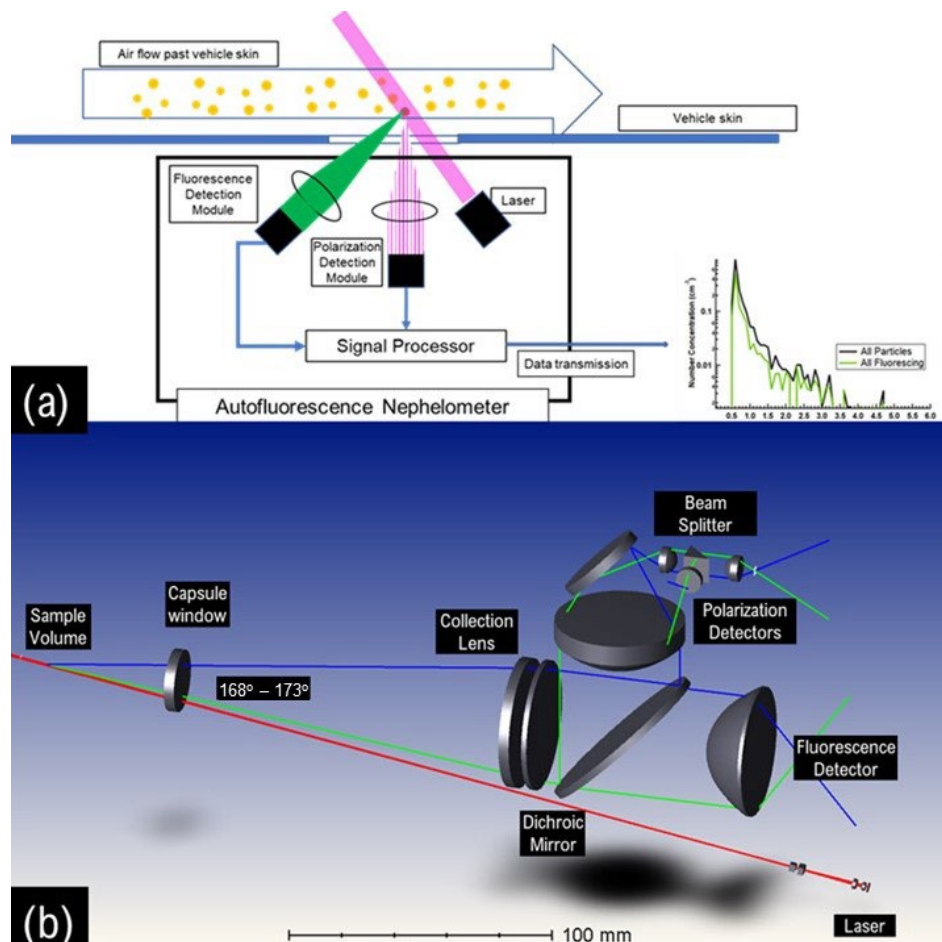 Air flow past vehicle skin
Vehicle skin
Fluorescence
Detection
Module
Laser
Polarization
Detection
Module
Signal Processor
Data transmission
Number Concentration (cm⁻³)
0.1
0.01
All Particles
All Fluorescing
0.5 1.0 1.5 2.0 2.5 3.0 3.5 4.0 4.5 5.0 5.5 6.0
(a)
Autofluorescence Nephelometer
Beam
Splitter
Capsule
window
Sample
Volume
Collection
Lens
Polarization
Detectors
168º – 173º
Fluorescence
Detector
Dichroic
Mirror
Laser
100 mm
(b)